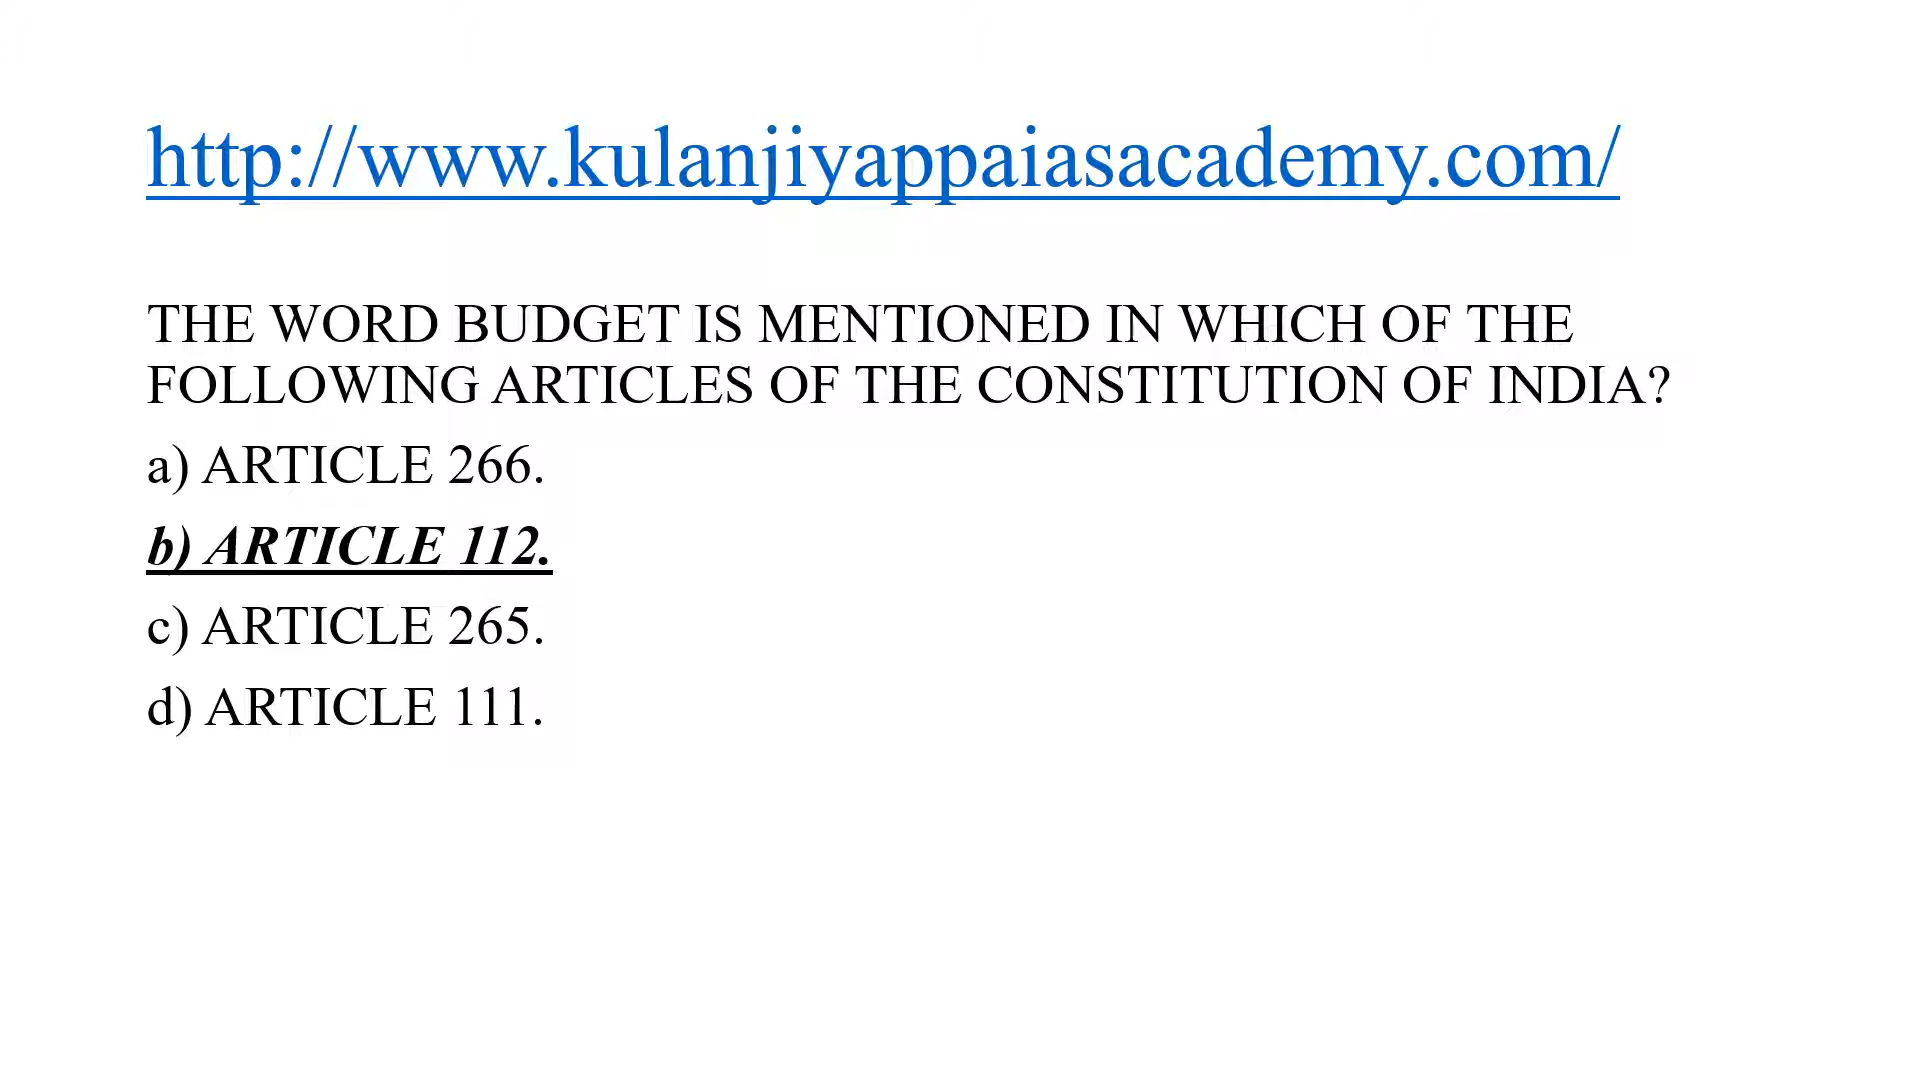 http://www.kulanjiyappaiasacademy.com/
THE WORD BUDGET IS MENTIONED IN WHICH OF THE
FOLLOWING ARTICLES OF THE CONSTITUTION OF INDIA?
a) ARTICLE 266.
b) ARTICLE 112.
c) ARTICLE 265.
d) ARTICLE 111.